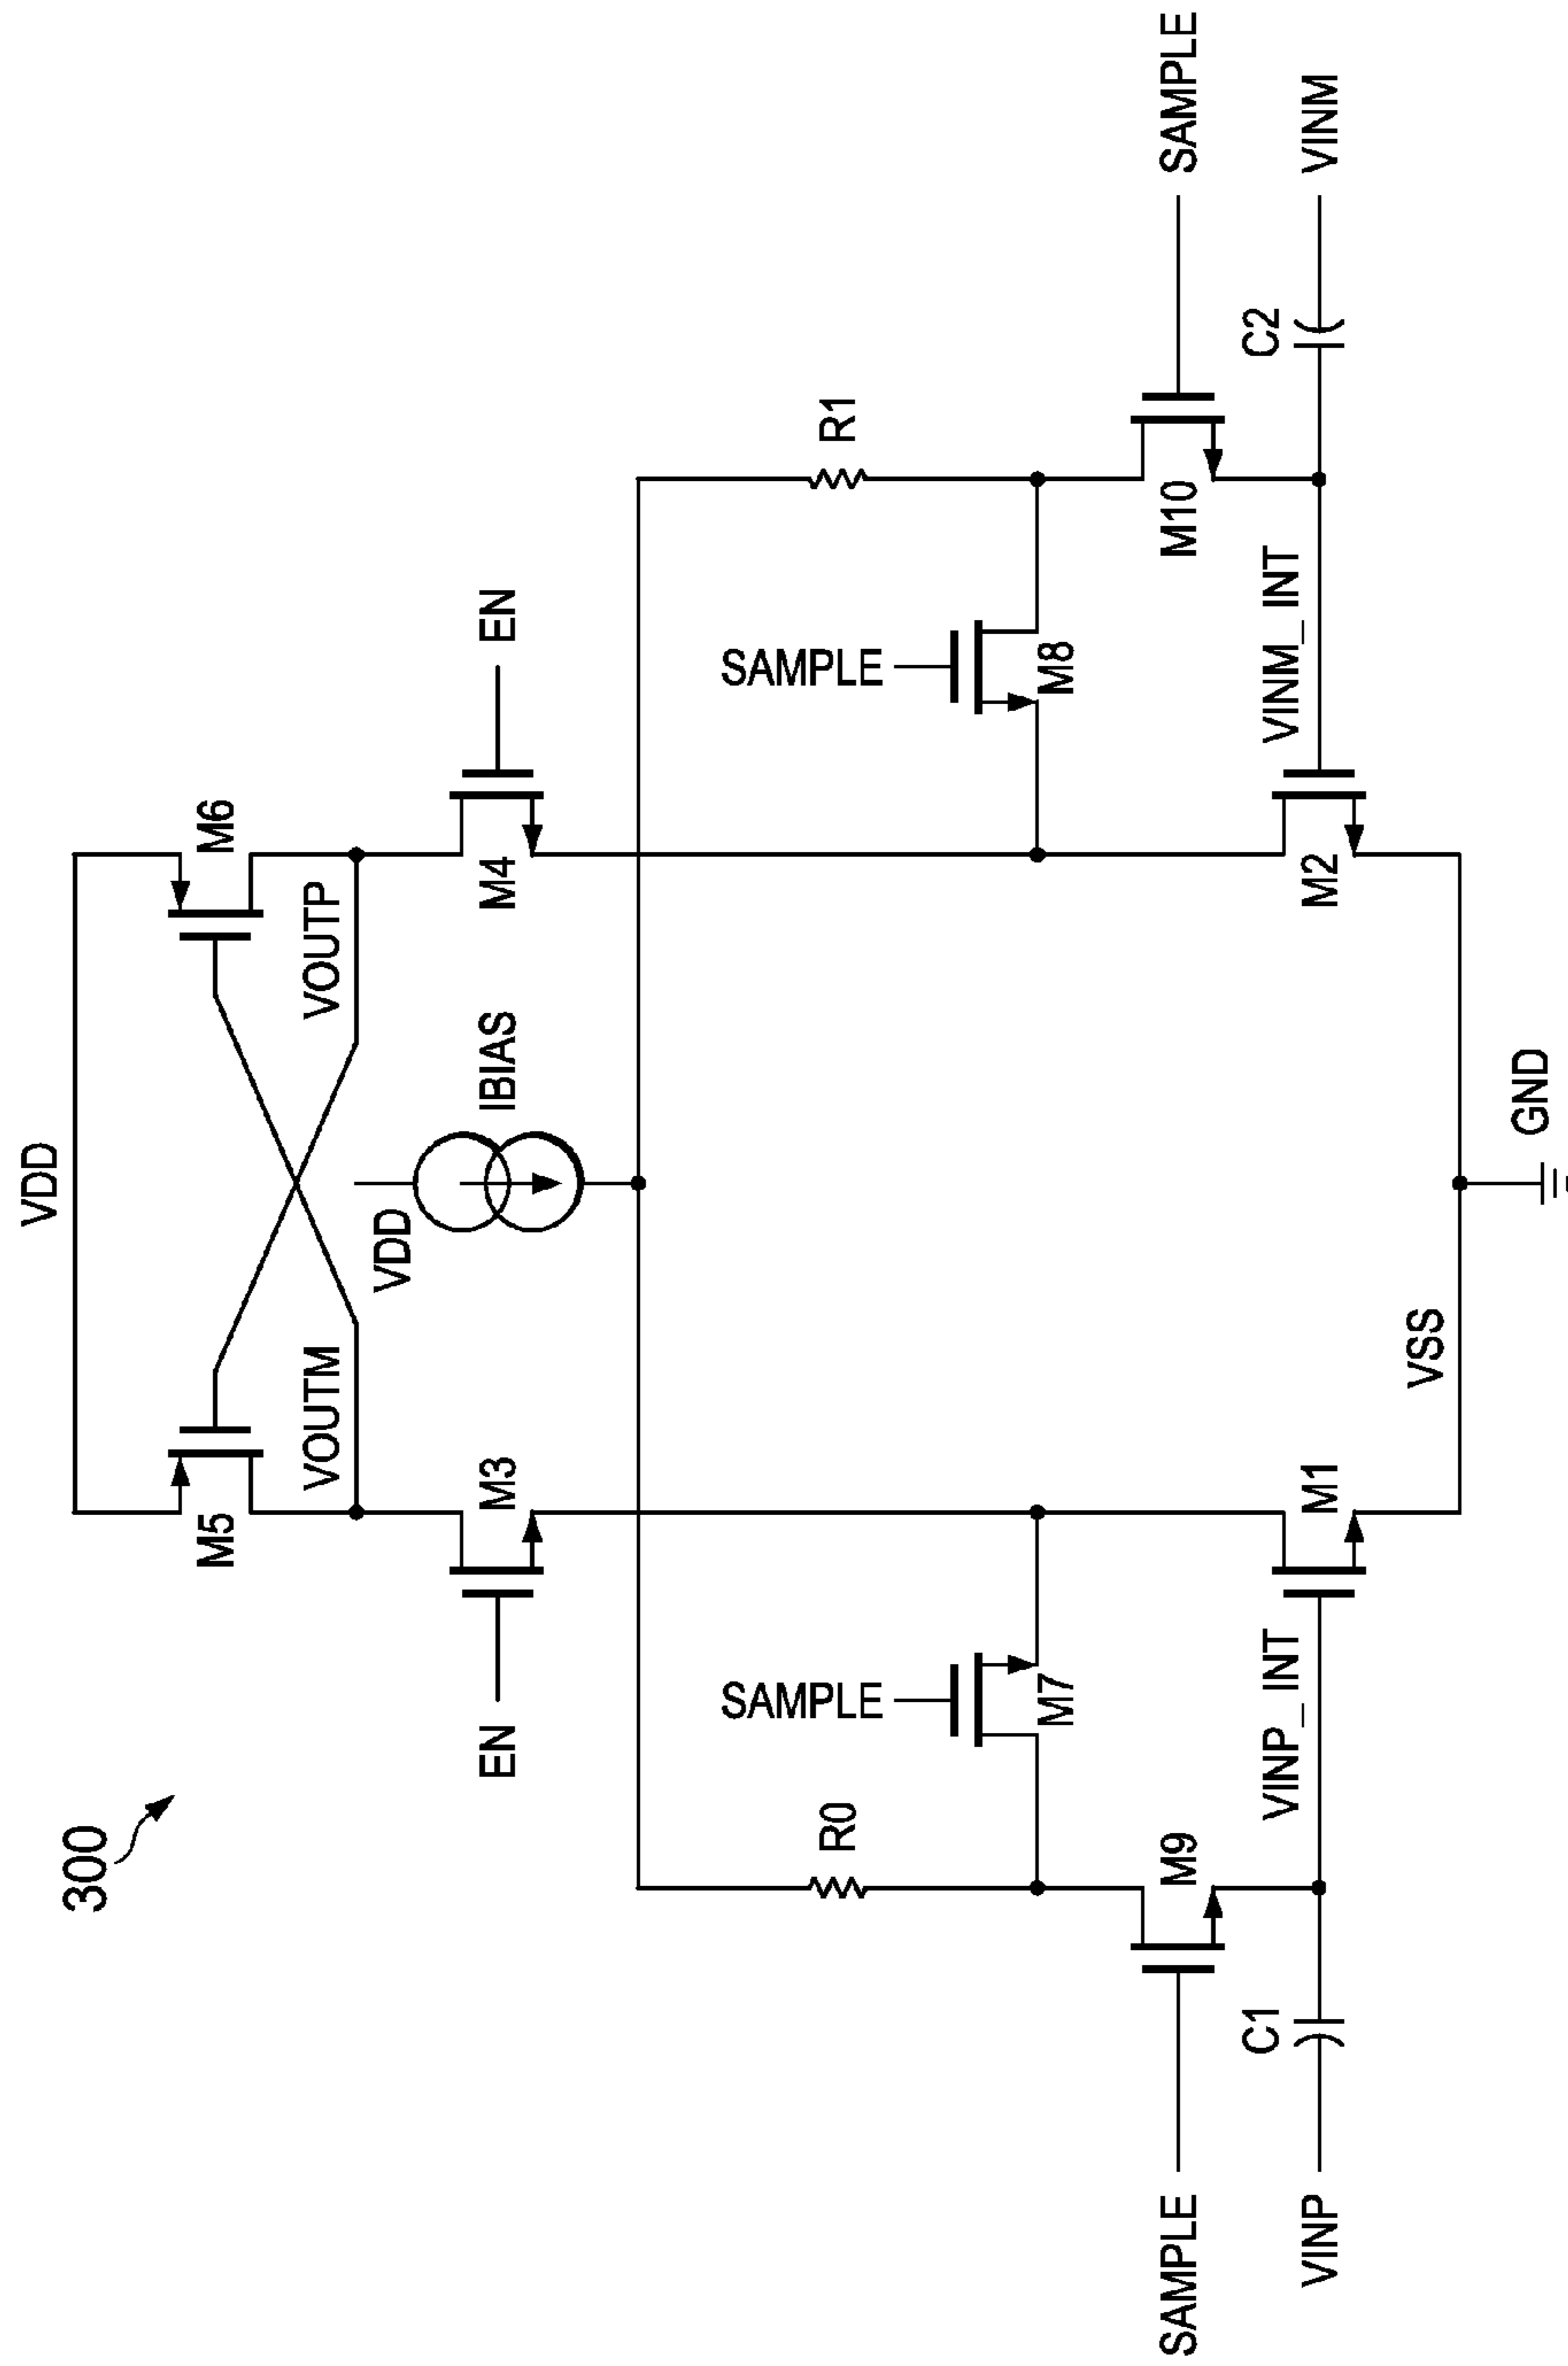 300
VDD
M5
M6
VOUTM
VOUTP
VDD
IBIAS
EN
M3
M4
EN
R0
R1
SAMPLE
SAMPLE
M7
M8
SAMPLE
M9
M10
SAMPLE
VINP_INT
VINM_INT
VINP
C1
M1
M2
C2
VINM
VSS
GND